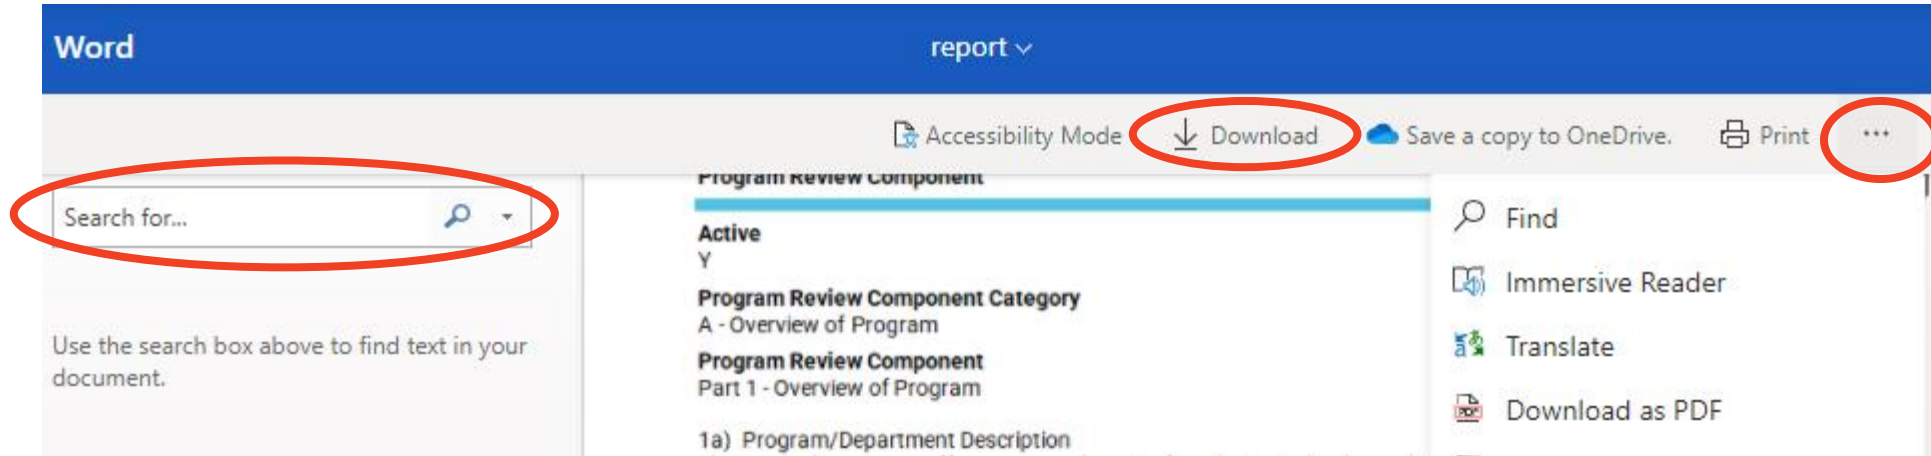 Word
report
Accessibility Mode
Download
Save a copy to OneDrive.
Print
...
Search for...
Use the search box above to find text in your
document.
Program Review Component
Active
Y
Program Review Component Category
A - Overview of Program
Program Review Component
Part 1 - Overview of Program
1a) Program/Department Description
Find
Immersive Reader
Translate
PDF
Download as PDF